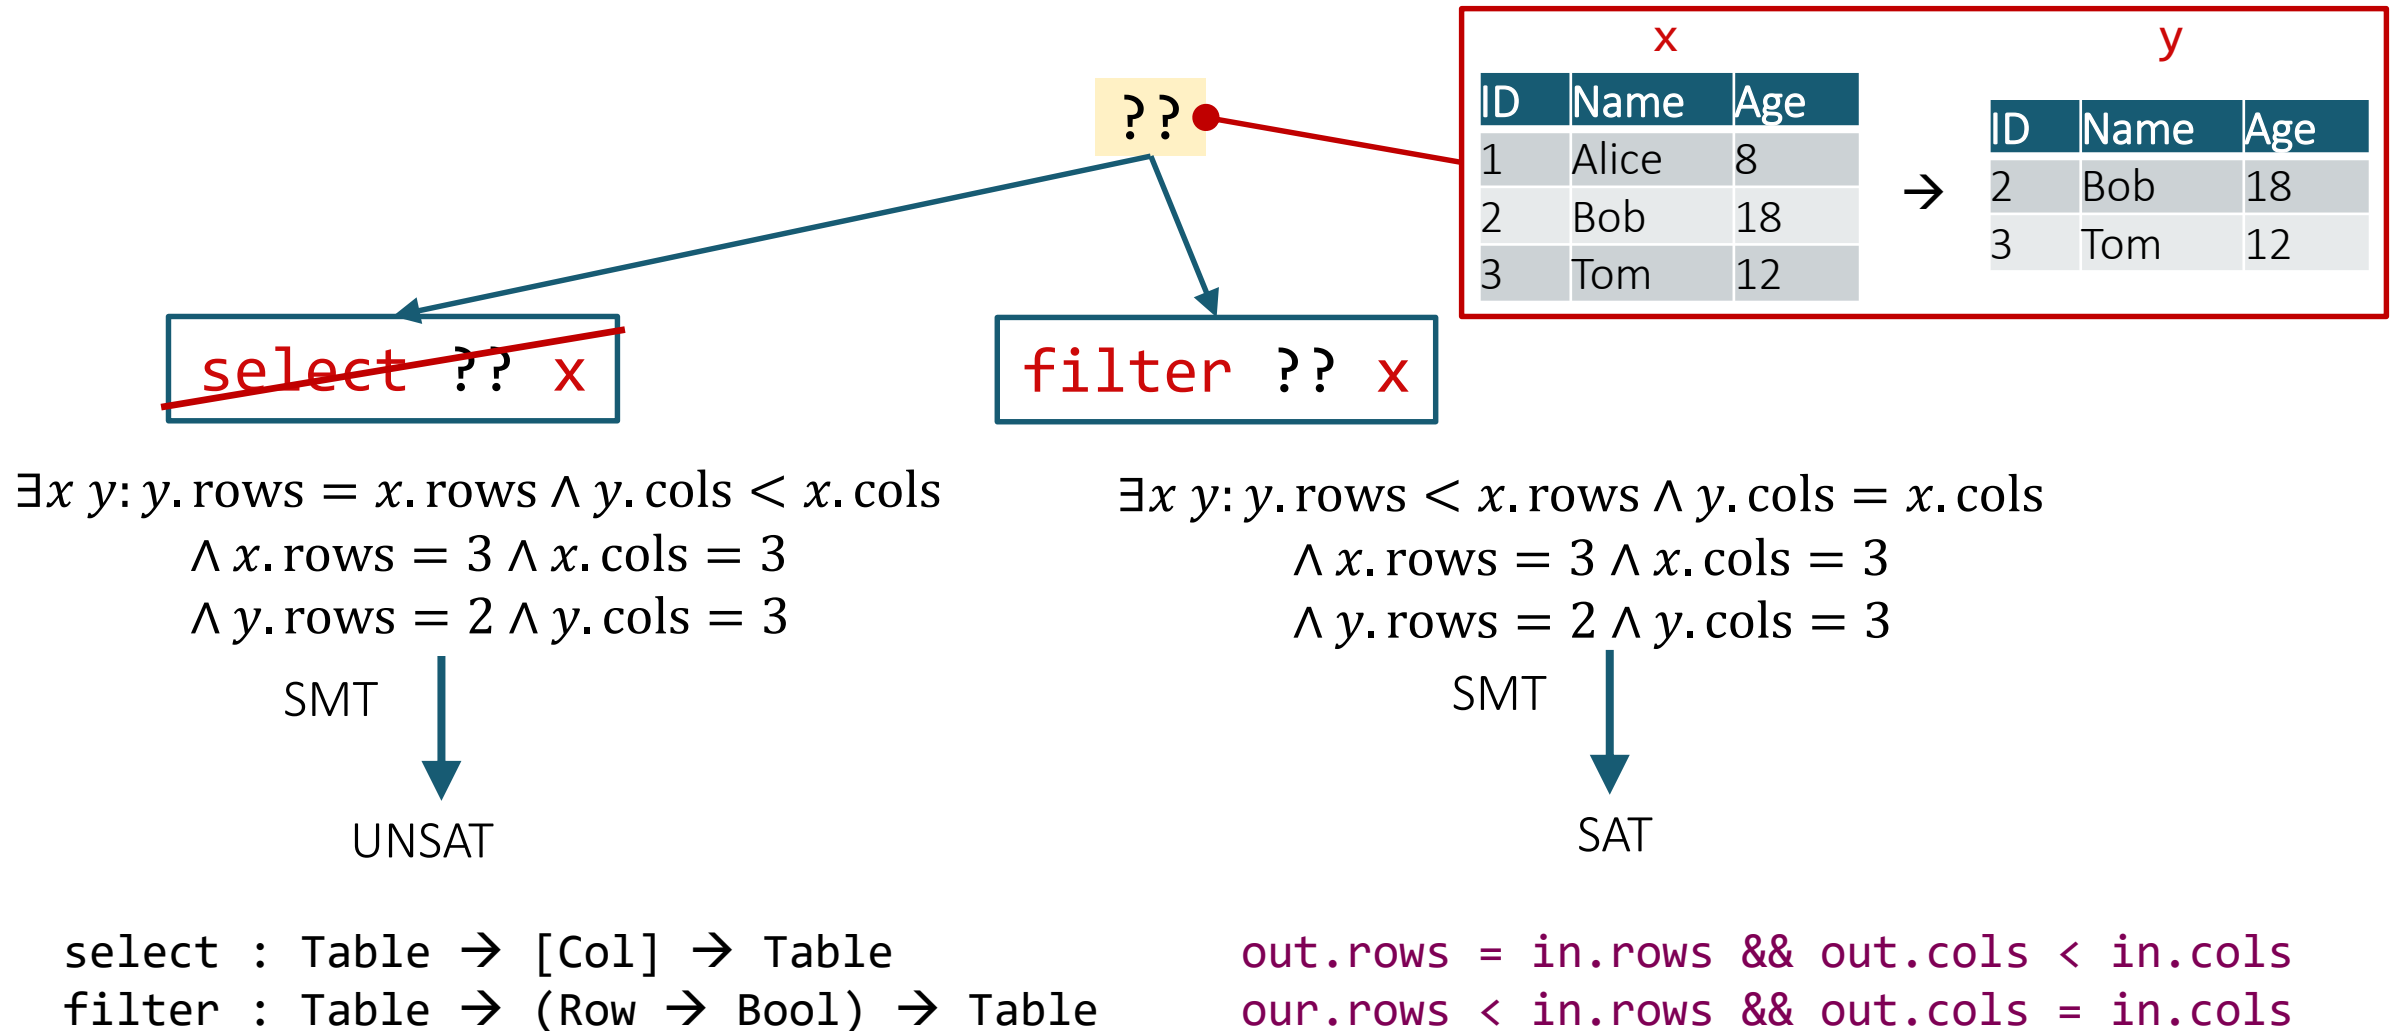 x y
ID Name Age
1 Alice 8
2 Bob 18
3 Tom 12
→
ID Name Age
2 Bob 18
3 Tom 12
??
select ?? x
filter ?? x
∃x y: y.rows = x.rows ∧ y.cols < x.cols
∧ x.rows = 3 ∧ x.cols = 3
∧ y.rows = 2 ∧ y.cols = 3
SMT
UNSAT
∃x y: y.rows < x.rows ∧ y.cols = x.cols
∧ x.rows = 3 ∧ x.cols = 3
∧ y.rows = 2 ∧ y.cols = 3
SMT
SAT
select : Table → [Col] → Table
out.rows = in.rows && out.cols < in.cols
filter : Table → (Row → Bool) → Table
our.rows < in.rows && out.cols = in.cols